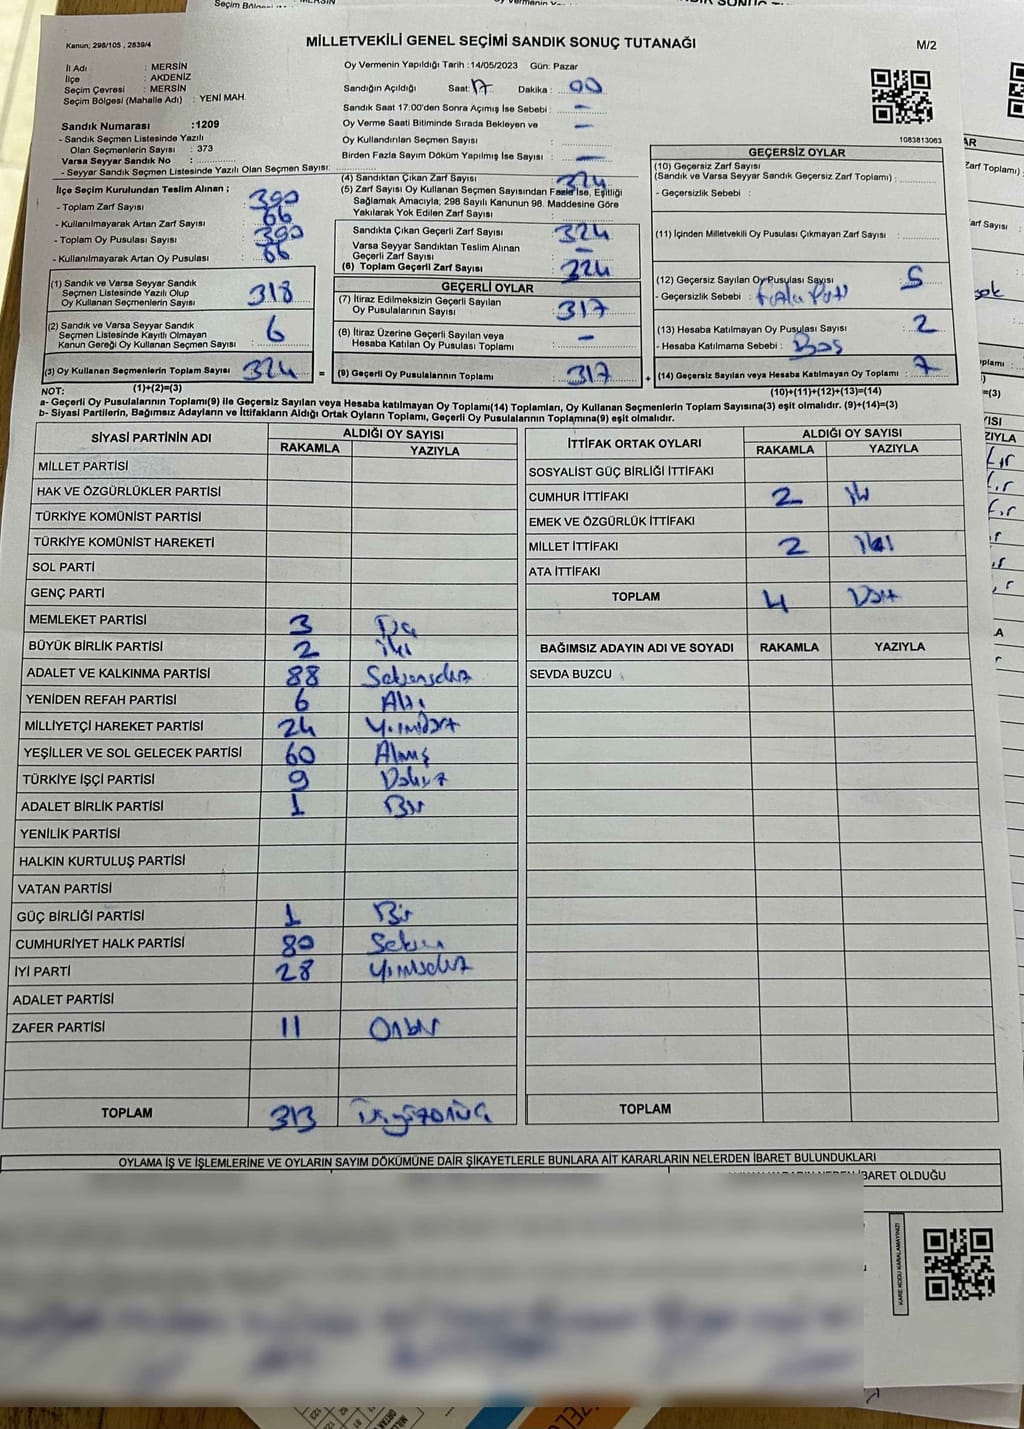 MİLLETVEKİLİ GENEL SEÇİMİ SANDIK SONUÇ TUTANAĞI
Kanun; 298/105 , 2839/4
M/2
İl Adı : MERSİN
İlçe : AKDENİZ
Seçim Çevresi : MERSİN
Seçim Bölgesi (Mahalle Adı) : YENİ MAH.
Oy Vermenin Yapıldığı Tarih :14/05/2023 Gün: Pazar
Sandığın Açıldığı Saat: 17 Dakika : 00
Sandık Saat 17:00'den Sonra Açımış İse Sebebi : -
Oy Verme Saati Bitiminde Sırada Bekleyen ve
Oy Kullandırılan Seçmen Sayısı : -
Birden Fazla Sayım Döküm Yapılmış İse Sayısı : -
1083813063
Sandık Numarası :1209
- Sandık Seçmen Listesinde Yazılı
Olan Seçmenlerin Sayısı : 373
Varsa Seyyar Sandık No :
- Seyyar Sandık Seçmen Listesinde Yazılı Olan Seçmen Sayısı:
İlçe Seçim Kurulundan Teslim Alınan ;
- Toplam Zarf Sayısı : 390
- Kullanılmayarak Artan Zarf Sayısı : 66
- Toplam Oy Pusulası Sayısı : 390
- Kullanılmayarak Artan Oy Pusulası : 66
(1) Sandık ve Varsa Seyyar Sandık
Seçmen Listesinde Yazılı Olup
Oy Kullanan Seçmenlerin Sayısı : 318
(2) Sandık ve Varsa Seyyar Sandık
Seçmen Listesinde Kayıtlı Olmayan
Kanun Gereği Oy Kullanan Seçmen Sayısı : 6
(3) Oy Kullanan Seçmenlerin Toplam Sayısı : 324 =
(1)+(2)=(3)
(4) Sandıktan Çıkan Zarf Sayısı : 324
(5) Zarf Sayısı Oy Kullanan Seçmen Sayısından Fazla İse, Eşitliği
Sağlamak Amacıyla; 298 Sayılı Kanunun 98. Maddesine Göre
Yakılarak Yok Edilen Zarf Sayısı :
Sandıkta Çıkan Geçerli Zarf Sayısı : 324
Varsa Seyyar Sandıktan Teslim Alınan
Geçerli Zarf Sayısı : -
(6) Toplam Geçerli Zarf Sayısı : 324
GEÇERLİ OYLAR
(7) İtiraz Edilmeksizin Geçerli Sayılan
Oy Pusulalarının Sayısı : 317
(8) İtiraz Üzerine Geçerli Sayılan veya
Hesaba Katılan Oy Pusulası Toplamı : -
(9) Geçerli Oy Pusulalarının Toplamı : 317 +
GEÇERSİZ OYLAR
(10) Geçersiz Zarf Sayısı
(Sandık ve Varsa Seyyar Sandık Geçersiz Zarf Toplamı) :
- Geçersizlik Sebebi :
(11) İçinden Milletvekili Oy Pusulası Çıkmayan Zarf Sayısı :
(12) Geçersiz Sayılan Oy Pusulası Sayısı : 5
- Geçersizlik Sebebi :
(13) Hesaba Katılmayan Oy Pusulası Sayısı : 2
- Hesaba Katılmama Sebebi : Boş
(14) Geçersiz Sayılan veya Hesaba Katılmayan Oy Toplamı : 7
(10)+(11)+(12)+(13)=(14)
NOT:
a- Geçerli Oy Pusulalarının Toplamı(9) ile Geçersiz Sayılan veya Hesaba katılmayan Oy Toplamı(14) Toplamları, Oy Kullanan Seçmenlerin Toplam Sayısına(3) eşit olmalıdır. (9)+(14)=(3)
b- Siyasi Partilerin, Bağımsız Adayların ve İttifakların Aldığı Ortak Oyların Toplamı, Geçerli Oy Pusulalarının Toplamına(9) eşit olmalıdır.
SİYASİ PARTİNİN ADI ALDIĞI OY SAYISI
RAKAMLA YAZIYLA
MİLLET PARTİSİ
HAK VE ÖZGÜRLÜKLER PARTİSİ
TÜRKİYE KOMÜNİST PARTİSİ
TÜRKİYE KOMÜNİST HAREKETİ
SOL PARTİ
GENÇ PARTİ
MEMLEKET PARTİSİ 3 Üç
BÜYÜK BİRLİK PARTİSİ 2 iki
ADALET VE KALKINMA PARTİSİ 88 Seksensekiz
YENİDEN REFAH PARTİSİ 6 Altı
MİLLİYETÇİ HAREKET PARTİSİ 24 Yirmidört
YEŞİLLER VE SOL GELECEK PARTİSİ 60 Altmış
TÜRKİYE İŞÇİ PARTİSİ 9 Dokuz
ADALET BİRLİK PARTİSİ 1 Bir
YENİLİK PARTİSİ
HALKIN KURTULUŞ PARTİSİ
VATAN PARTİSİ
GÜÇ BİRLİĞİ PARTİSİ 1 Bir
CUMHURİYET HALK PARTİSİ 80 Seksen
İYİ PARTİ 28 Yirmisekiz
ADALET PARTİSİ
ZAFER PARTİSİ 11 Onbir
TOPLAM 313 Üçyüzonüç
İTTİFAK ORTAK OYLARI ALDIĞI OY SAYISI
RAKAMLA YAZIYLA
SOSYALİST GÜÇ BİRLİĞİ İTTİFAKI
CUMHUR İTTİFAKI 2 iki
EMEK VE ÖZGÜRLÜK İTTİFAKI
MİLLET İTTİFAKI 2 iki
ATA İTTİFAKI
TOPLAM 4 Dört
BAĞIMSIZ ADAYIN ADI VE SOYADI RAKAMLA YAZIYLA
SEVDA BUZCU
TOPLAM
OYLAMA İŞ VE İŞLEMLERİNE VE OYLARIN SAYIM DÖKÜMÜNE DAİR ŞİKAYETLERLE BUNLARA AİT KARARLARIN NELERDEN İBARET BULUNDUKLARI
İBARET OLDUĞU
KARE KODU KARALAMAYINIZ!